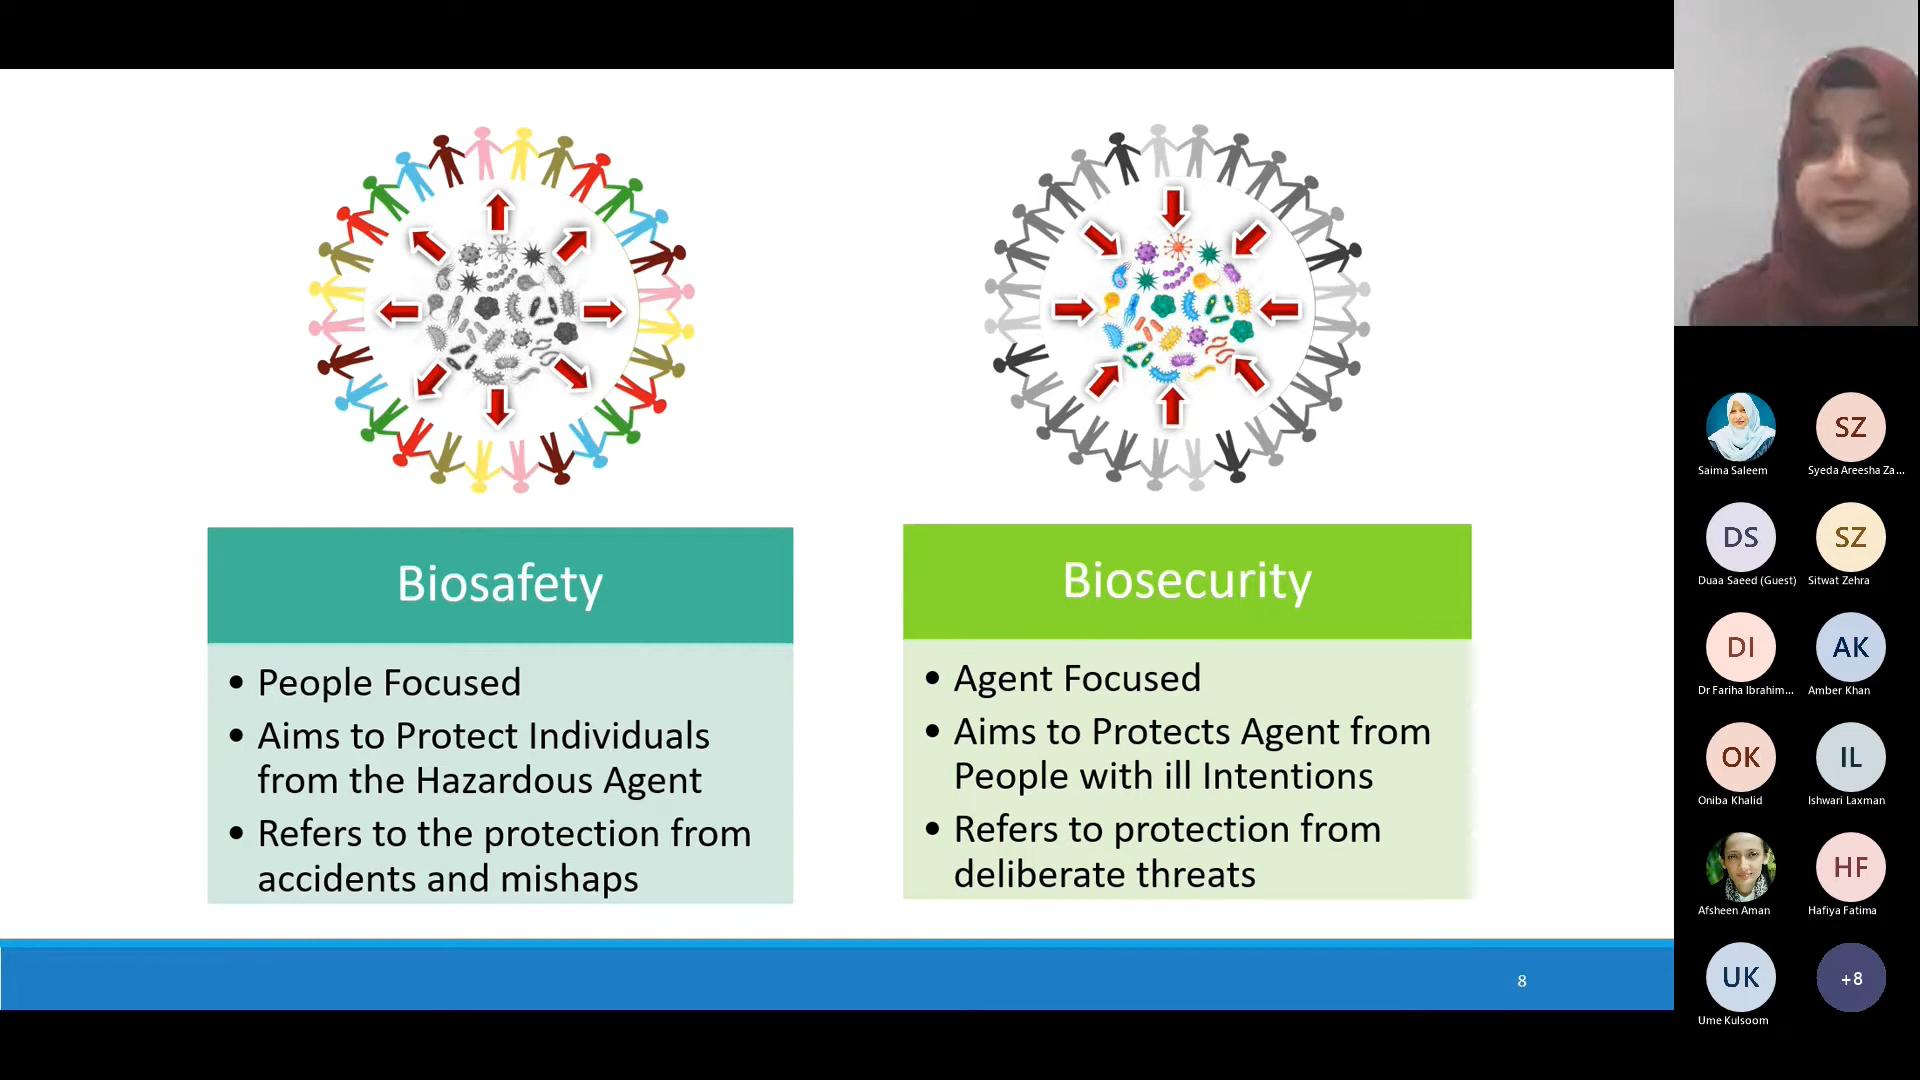 Biosafety
• People Focused
• Aims to Protect Individuals
from the Hazardous Agent
• Refers to the protection from
accidents and mishaps
Biosecurity
• Agent Focused
• Aims to Protects Agent from
People with ill Intentions
• Refers to protection from
deliberate threats
8
SZ
Saima Saleem
Syeda Areesha Za...
DS
SZ
Duaa Saeed (Guest)
Sitwat Zehra
DI
AK
Dr Fariha Ibrahim...
Amber Khan
OK
IL
Oniba Khalid
Ishwari Laxman
HF
Afsheen Aman
Hafiya Fatima
UK
+8
Ume Kulsoom